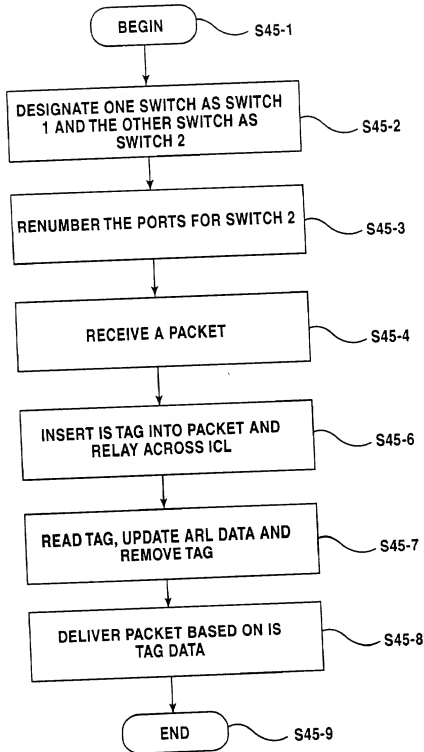 BEGIN
S45-1
DESIGNATE ONE SWITCH AS SWITCH
1 AND THE OTHER SWITCH AS
SWITCH 2
S45-2
RENUMBER THE PORTS FOR SWITCH 2
S45-3
RECEIVE A PACKET
S45-4
INSERT IS TAG INTO PACKET AND
RELAY ACROSS ICL
S45-6
READ TAG, UPDATE ARL DATA AND
REMOVE TAG
S45-7
DELIVER PACKET BASED ON IS
TAG DATA
S45-8
END
S45-9